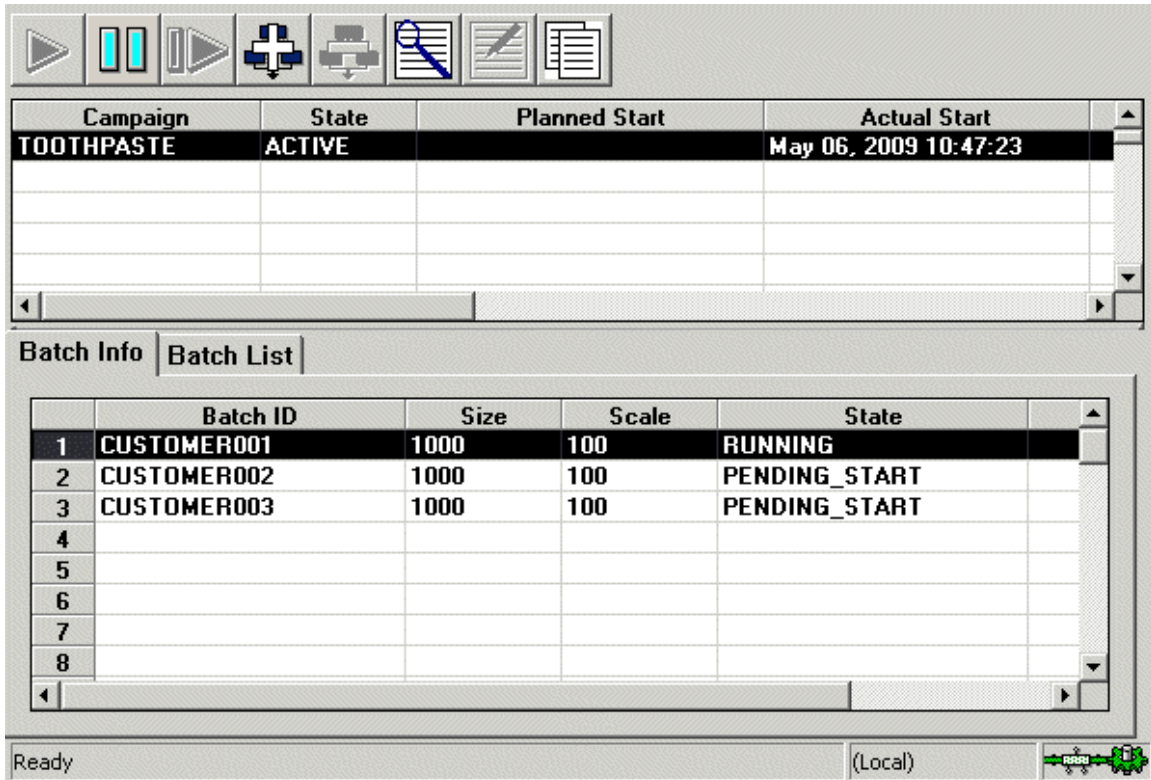 Campaign State Planned Start Actual Start
TOOTHPASTE ACTIVE May 06, 2009 10:47:23
Batch Info Batch List
Batch ID Size Scale State
1 CUSTOMER001 1000 100 RUNNING
2 CUSTOMER002 1000 100 PENDING_START
3 CUSTOMER003 1000 100 PENDING_START
4
5
6
7
8
Ready (Local)